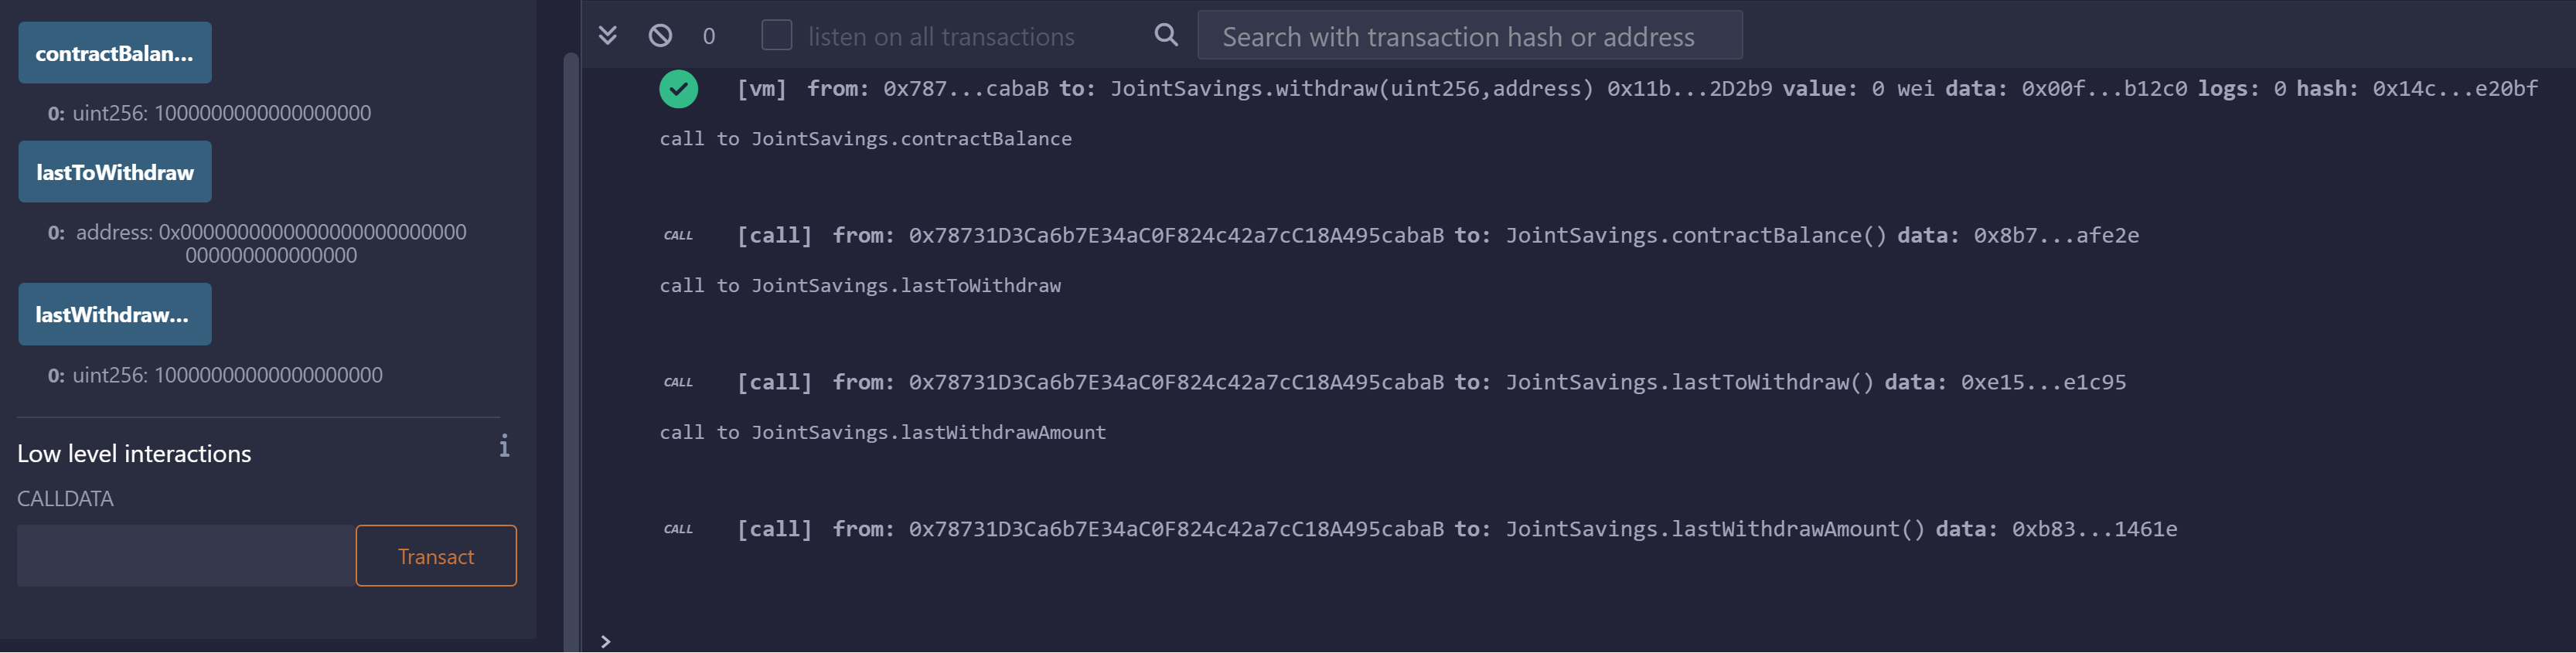 contractBalan...
0: uint256: 1000000000000000000
lastToWithdraw
0: address: 0x0000000000000000000000000
000000000000000
lastWithdraw...
0: uint256: 10000000000000000000
Low level interactions
i
CALLDATA
Transact
0 listen on all transactions Search with transaction hash or address
[vm] from: 0x787...cabaB to: JointSavings.withdraw(uint256,address) 0x11b...2D2b9 value: 0 wei data: 0x00f...b12c0 logs: 0 hash: 0x14c...e20bf
call to JointSavings.contractBalance
CALL [call] from: 0x78731D3Ca6b7E34aC0F824c42a7cC18A495cabaB to: JointSavings.contractBalance() data: 0x8b7...afe2e
call to JointSavings.lastToWithdraw
CALL [call] from: 0x78731D3Ca6b7E34aC0F824c42a7cC18A495cabaB to: JointSavings.lastToWithdraw() data: 0xe15...e1c95
call to JointSavings.lastWithdrawAmount
CALL [call] from: 0x78731D3Ca6b7E34aC0F824c42a7cC18A495cabaB to: JointSavings.lastWithdrawAmount() data: 0xb83...1461e
>